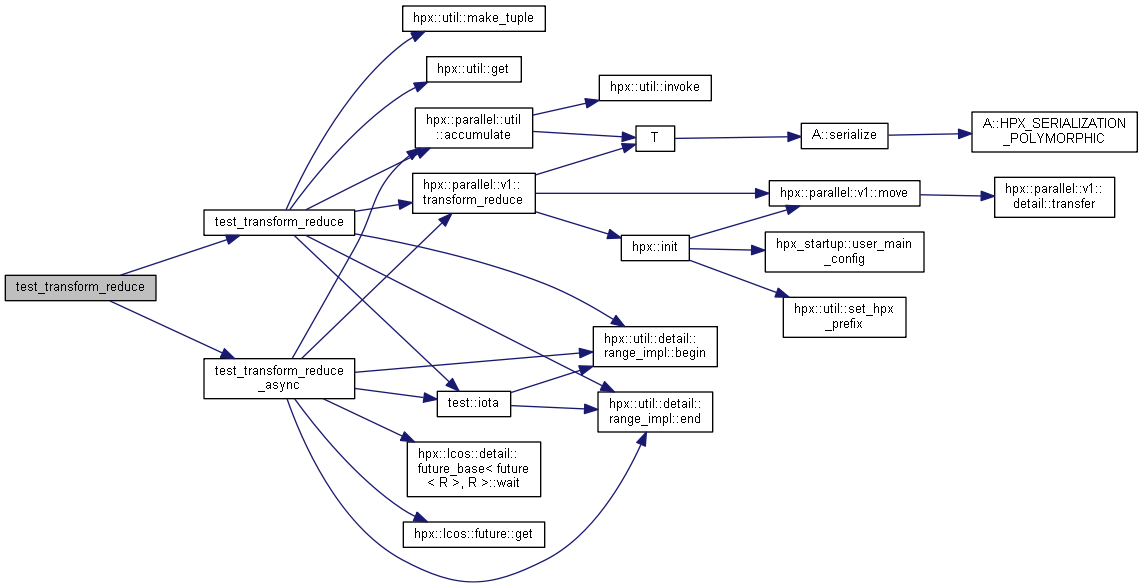 hpx::util::make_tuple
hpx::util::get
hpx::util::invoke
hpx::parallel::util
::accumulate
T
A::serialize
A::HPX_SERIALIZATION
_POLYMORPHIC
hpx::parallel::v1::
transform_reduce
hpx::parallel::v1::move
hpx::parallel::v1::
detail::transfer
test_transform_reduce
hpx::init
hpx_startup::user_main
_config
test_transform_reduce
hpx::util::set_hpx
_prefix
hpx::util::detail::
range_impl::begin
test_transform_reduce
_async
test::iota
hpx::util::detail::
range_impl::end
hpx::lcos::detail::
future_base< future
< R >, R >::wait
hpx::lcos::future::get